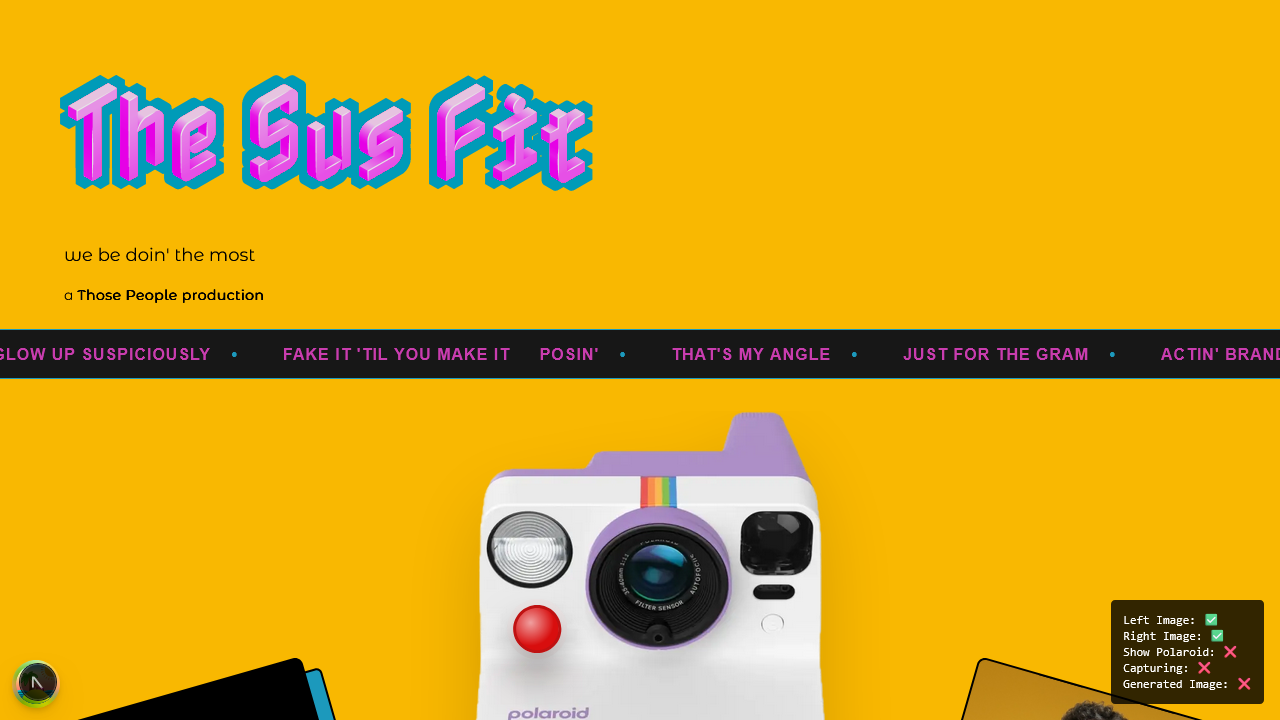 The Sus Fit
we be doin' the most
a Those People production
GLOW UP SUSPICIOUSLY • FAKE IT 'TIL YOU MAKE IT POSIN' • THAT'S MY ANGLE • JUST FOR THE GRAM • ACTIN' BRAND
AUTOFOCUS
FILTER SENSOR
polaroid
Left Image: ✅
Right Image: ✅
Show Polaroid: ❌
Capturing: ❌
Generated Image: ❌